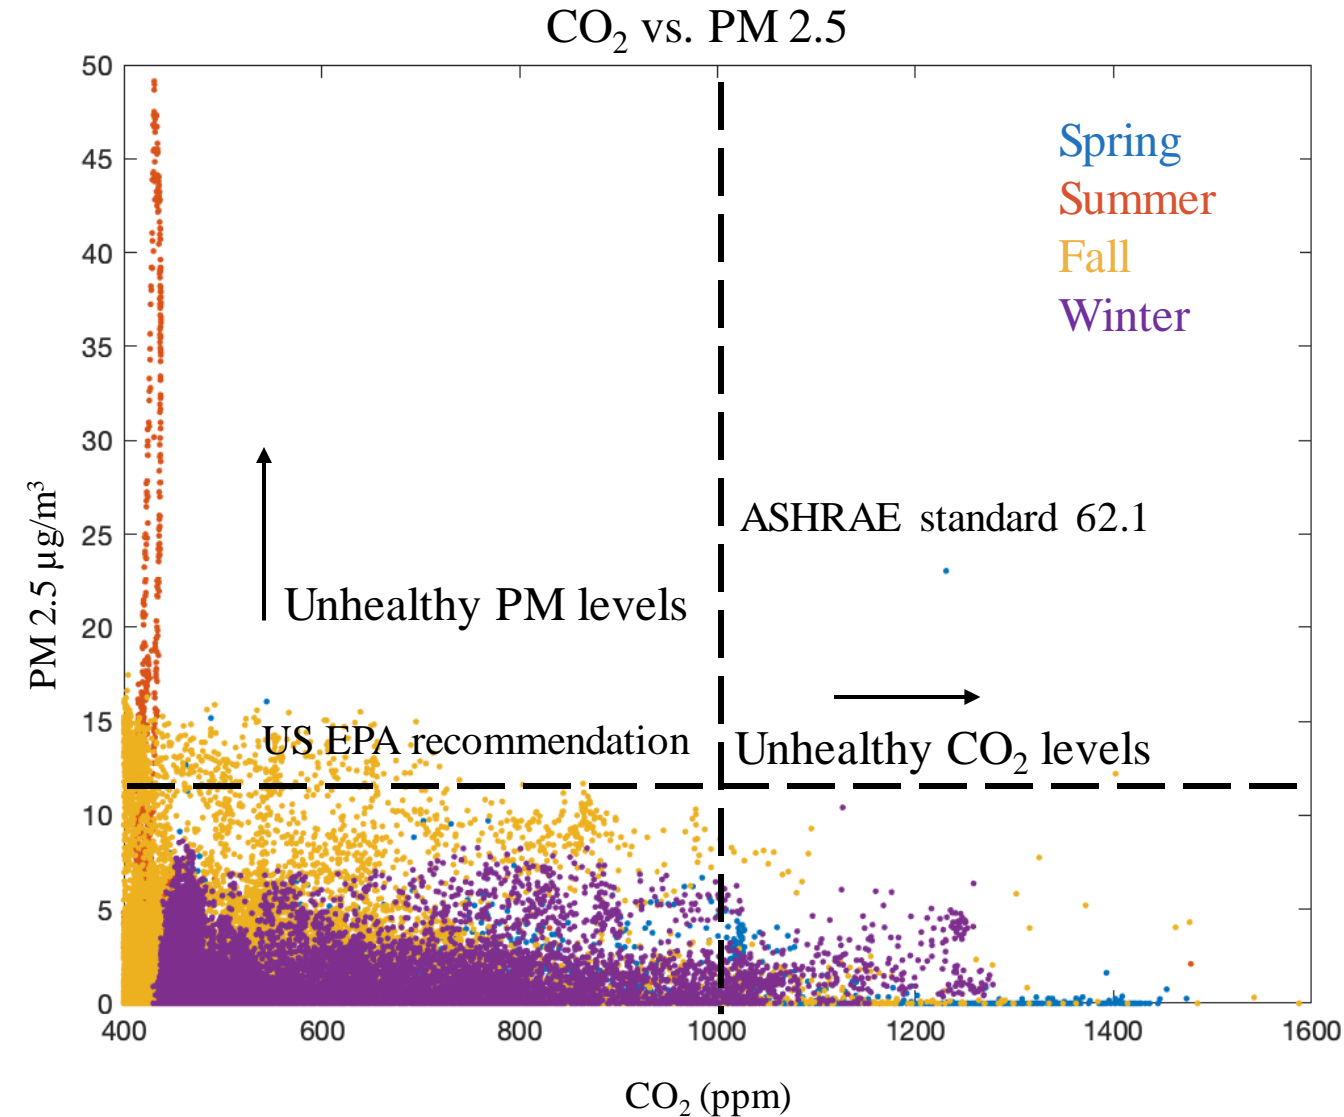 CO₂ vs. PM 2.5
50
45
40
35
30
25
20
15
10
5
0
PM 2.5 µg/m³
Spring
Summer
Fall
Winter
ASHRAE standard 62.1
Unhealthy PM levels
US EPA recommendation
Unhealthy CO₂ levels
400
600
800
1000
1200
1400
1600
CO₂ (ppm)